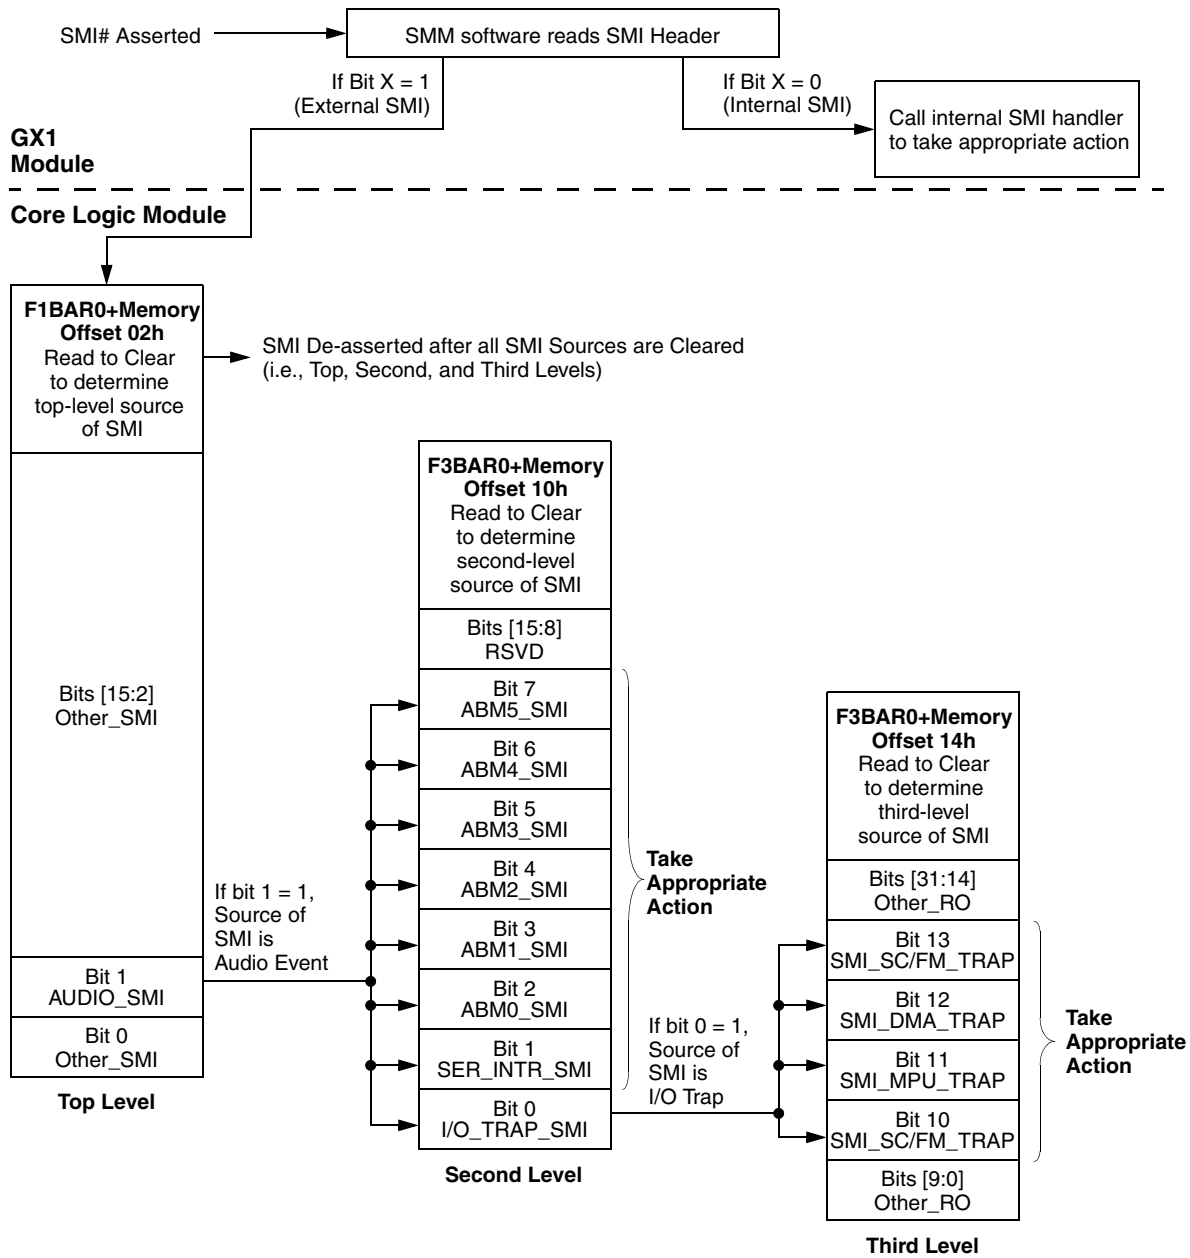 SMI# Asserted
SMM software reads SMI Header
If Bit X = 1
(External SMI)
If Bit X = 0
(Internal SMI)
Call internal SMI handler
to take appropriate action
GX1
Module
Core Logic Module
F1BAR0+Memory
Offset 02h
Read to Clear
to determine
top-level source
of SMI
SMI De-asserted after all SMI Sources are Cleared
(i.e., Top, Second, and Third Levels)
Bits [15:2]
Other_SMI
Bit 1
AUDIO_SMI
Bit 0
Other_SMI
Top Level
If bit 1 = 1,
Source of
SMI is
Audio Event
F3BAR0+Memory
Offset 10h
Read to Clear
to determine
second-level
source of SMI
Bits [15:8]
RSVD
Bit 7
ABM5_SMI
Bit 6
ABM4_SMI
Bit 5
ABM3_SMI
Bit 4
ABM2_SMI
Bit 3
ABM1_SMI
Bit 2
ABM0_SMI
Bit 1
SER_INTR_SMI
Bit 0
I/O_TRAP_SMI
Second Level
Take
Appropriate
Action
If bit 0 = 1,
Source of
SMI is
I/O Trap
F3BAR0+Memory
Offset 14h
Read to Clear
to determine
third-level
source of SMI
Bits [31:14]
Other_RO
Bit 13
SMI_SC/FM_TRAP
Bit 12
SMI_DMA_TRAP
Bit 11
SMI_MPU_TRAP
Bit 10
SMI_SC/FM_TRAP
Bits [9:0]
Other_RO
Third Level
Take
Appropriate
Action